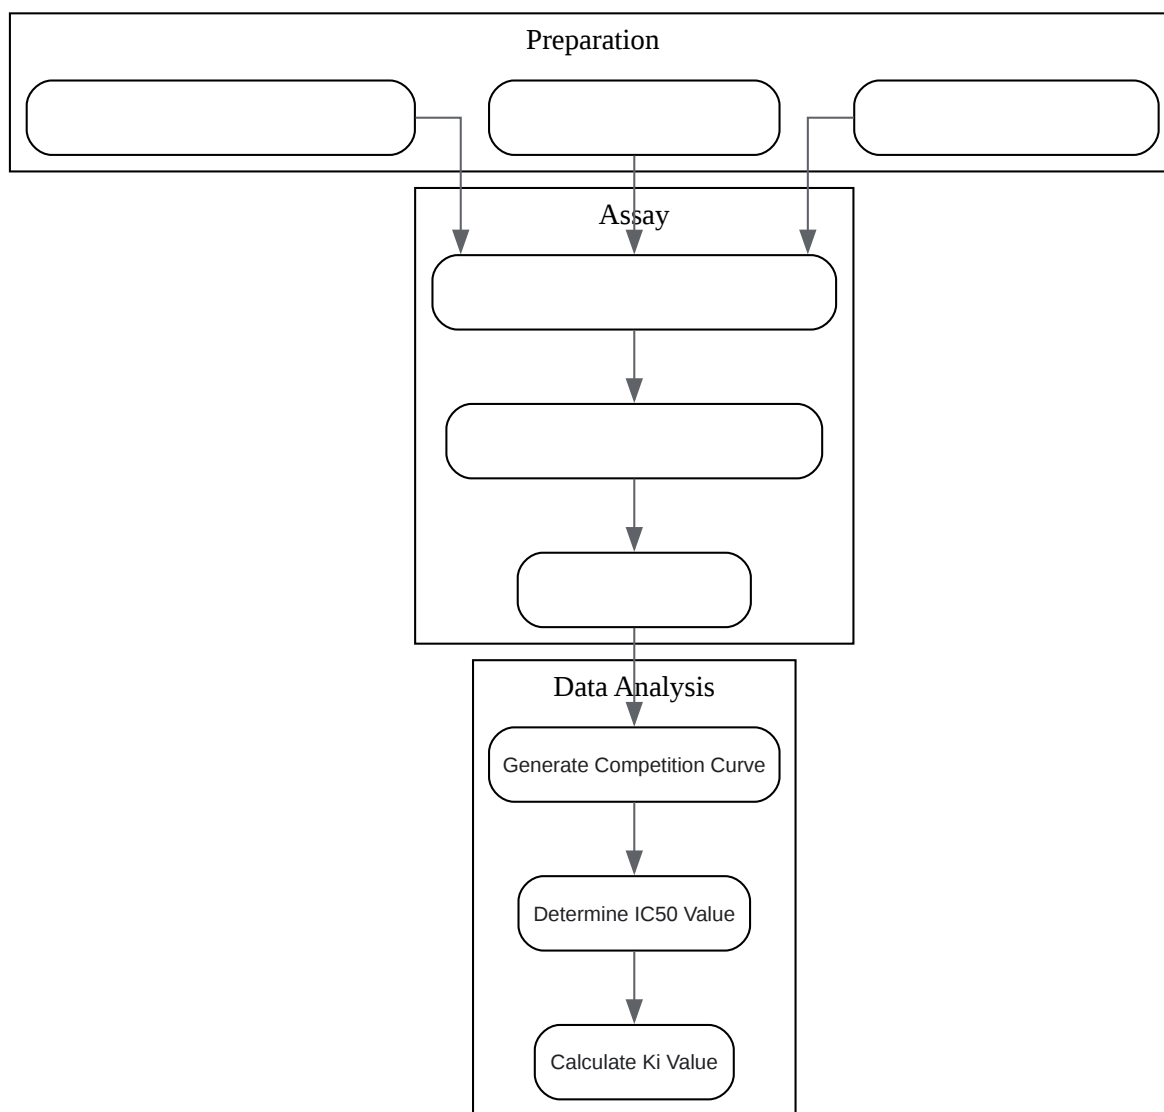 Preparation
Assay
Data Analysis
Generate Competition Curve
Determine IC50 Value
Calculate Ki Value